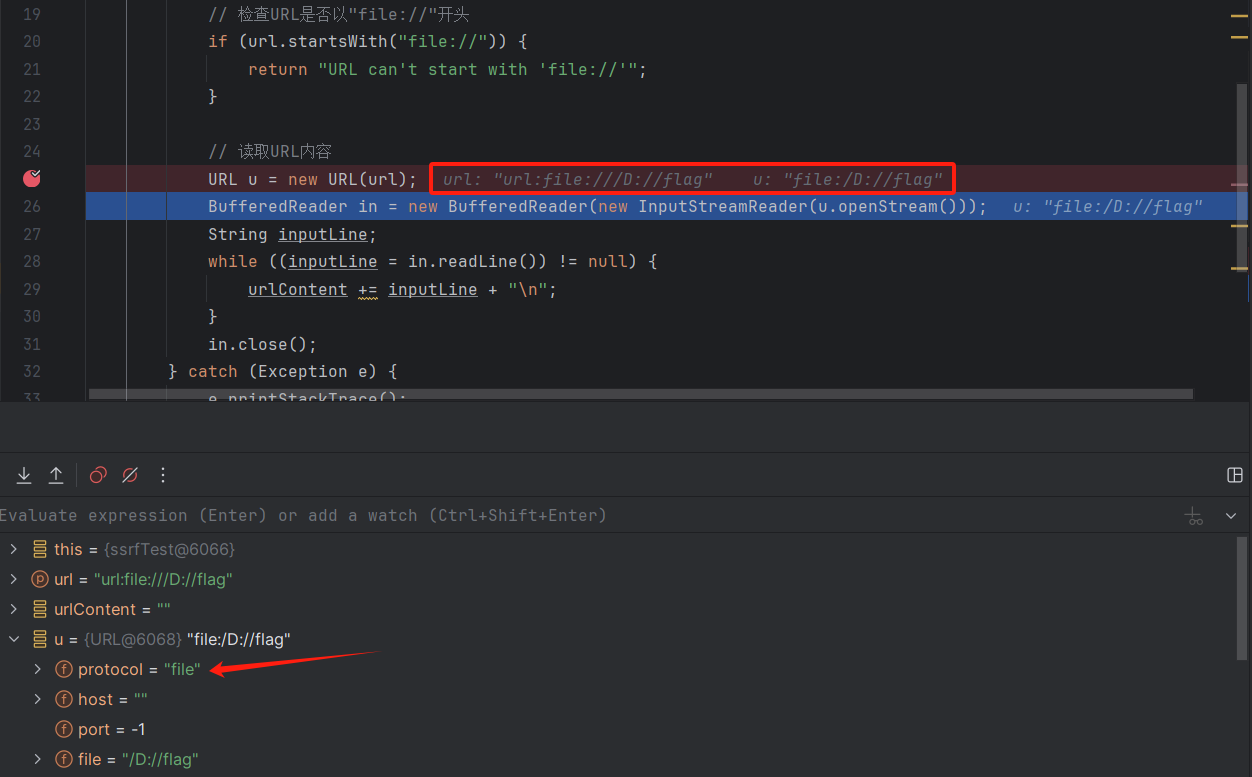 19 // 检查URL是否以"file://"开头
20 if (url.startsWith("file://")) {
21 return "URL can't start with 'file://'";
22 }
23
24 // 读取URL内容
URL u = new URL(url); url: "url:file:///D://flag" u: "file:/D://flag"
26 BufferedReader in = new BufferedReader(new InputStreamReader(u.openStream())); u: "file:/D://flag"
27 String inputLine;
28 while ((inputLine = in.readLine()) != null) {
29 urlContent += inputLine + "\n";
30 }
31 in.close();
32 } catch (Exception e) {
33 e.printStackTrace();
Evaluate expression (Enter) or add a watch (Ctrl+Shift+Enter)
this = {ssrfTest@6066}
p url = "url:file:///D://flag"
urlContent = ""
u = {URL@6068} "file:/D://flag"
f protocol = "file"
f host = ""
f port = -1
f file = "/D://flag"